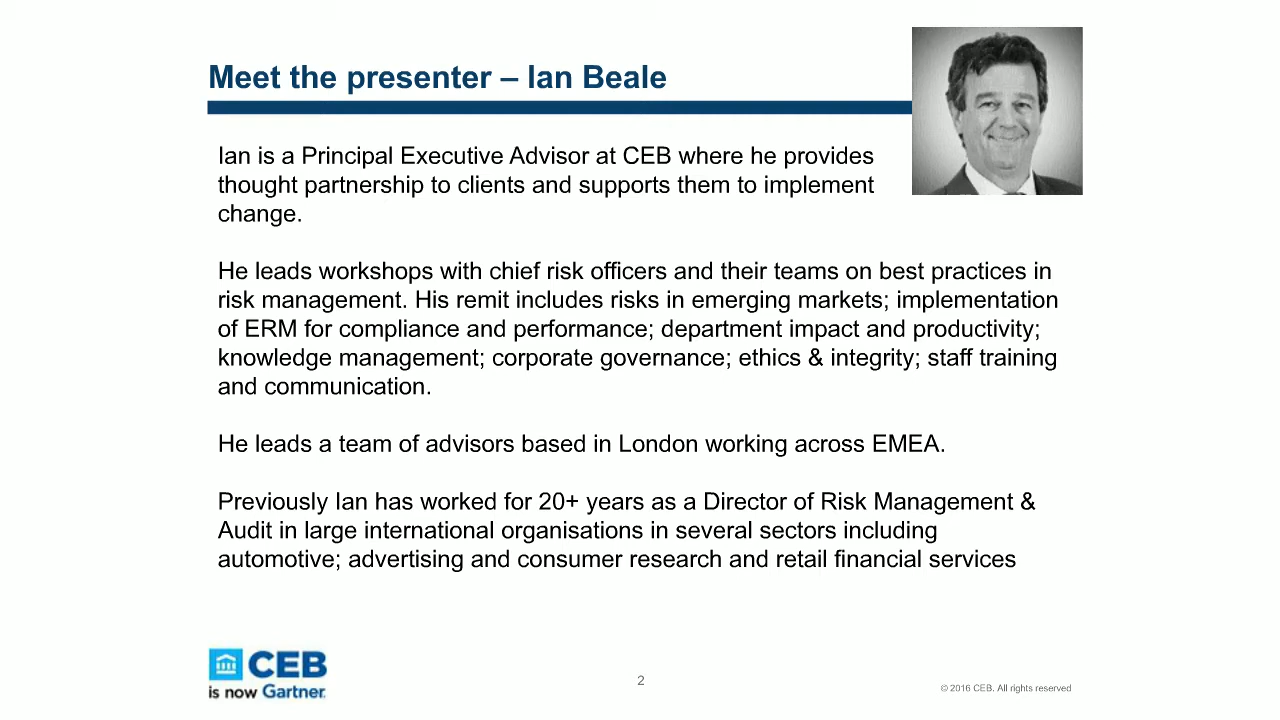 Meet the presenter – Ian Beale
Ian is a Principal Executive Advisor at CEB where he provides
thought partnership to clients and supports them to implement
change.
He leads workshops with chief risk officers and their teams on best practices in
risk management. His remit includes risks in emerging markets; implementation
of ERM for compliance and performance; department impact and productivity;
knowledge management; corporate governance; ethics & integrity; staff training
and communication.
He leads a team of advisors based in London working across EMEA.
Previously Ian has worked for 20+ years as a Director of Risk Management &
Audit in large international organisations in several sectors including
automotive; advertising and consumer research and retail financial services
CEB
is now Gartner
2
© 2016 CEB. All rights reserved